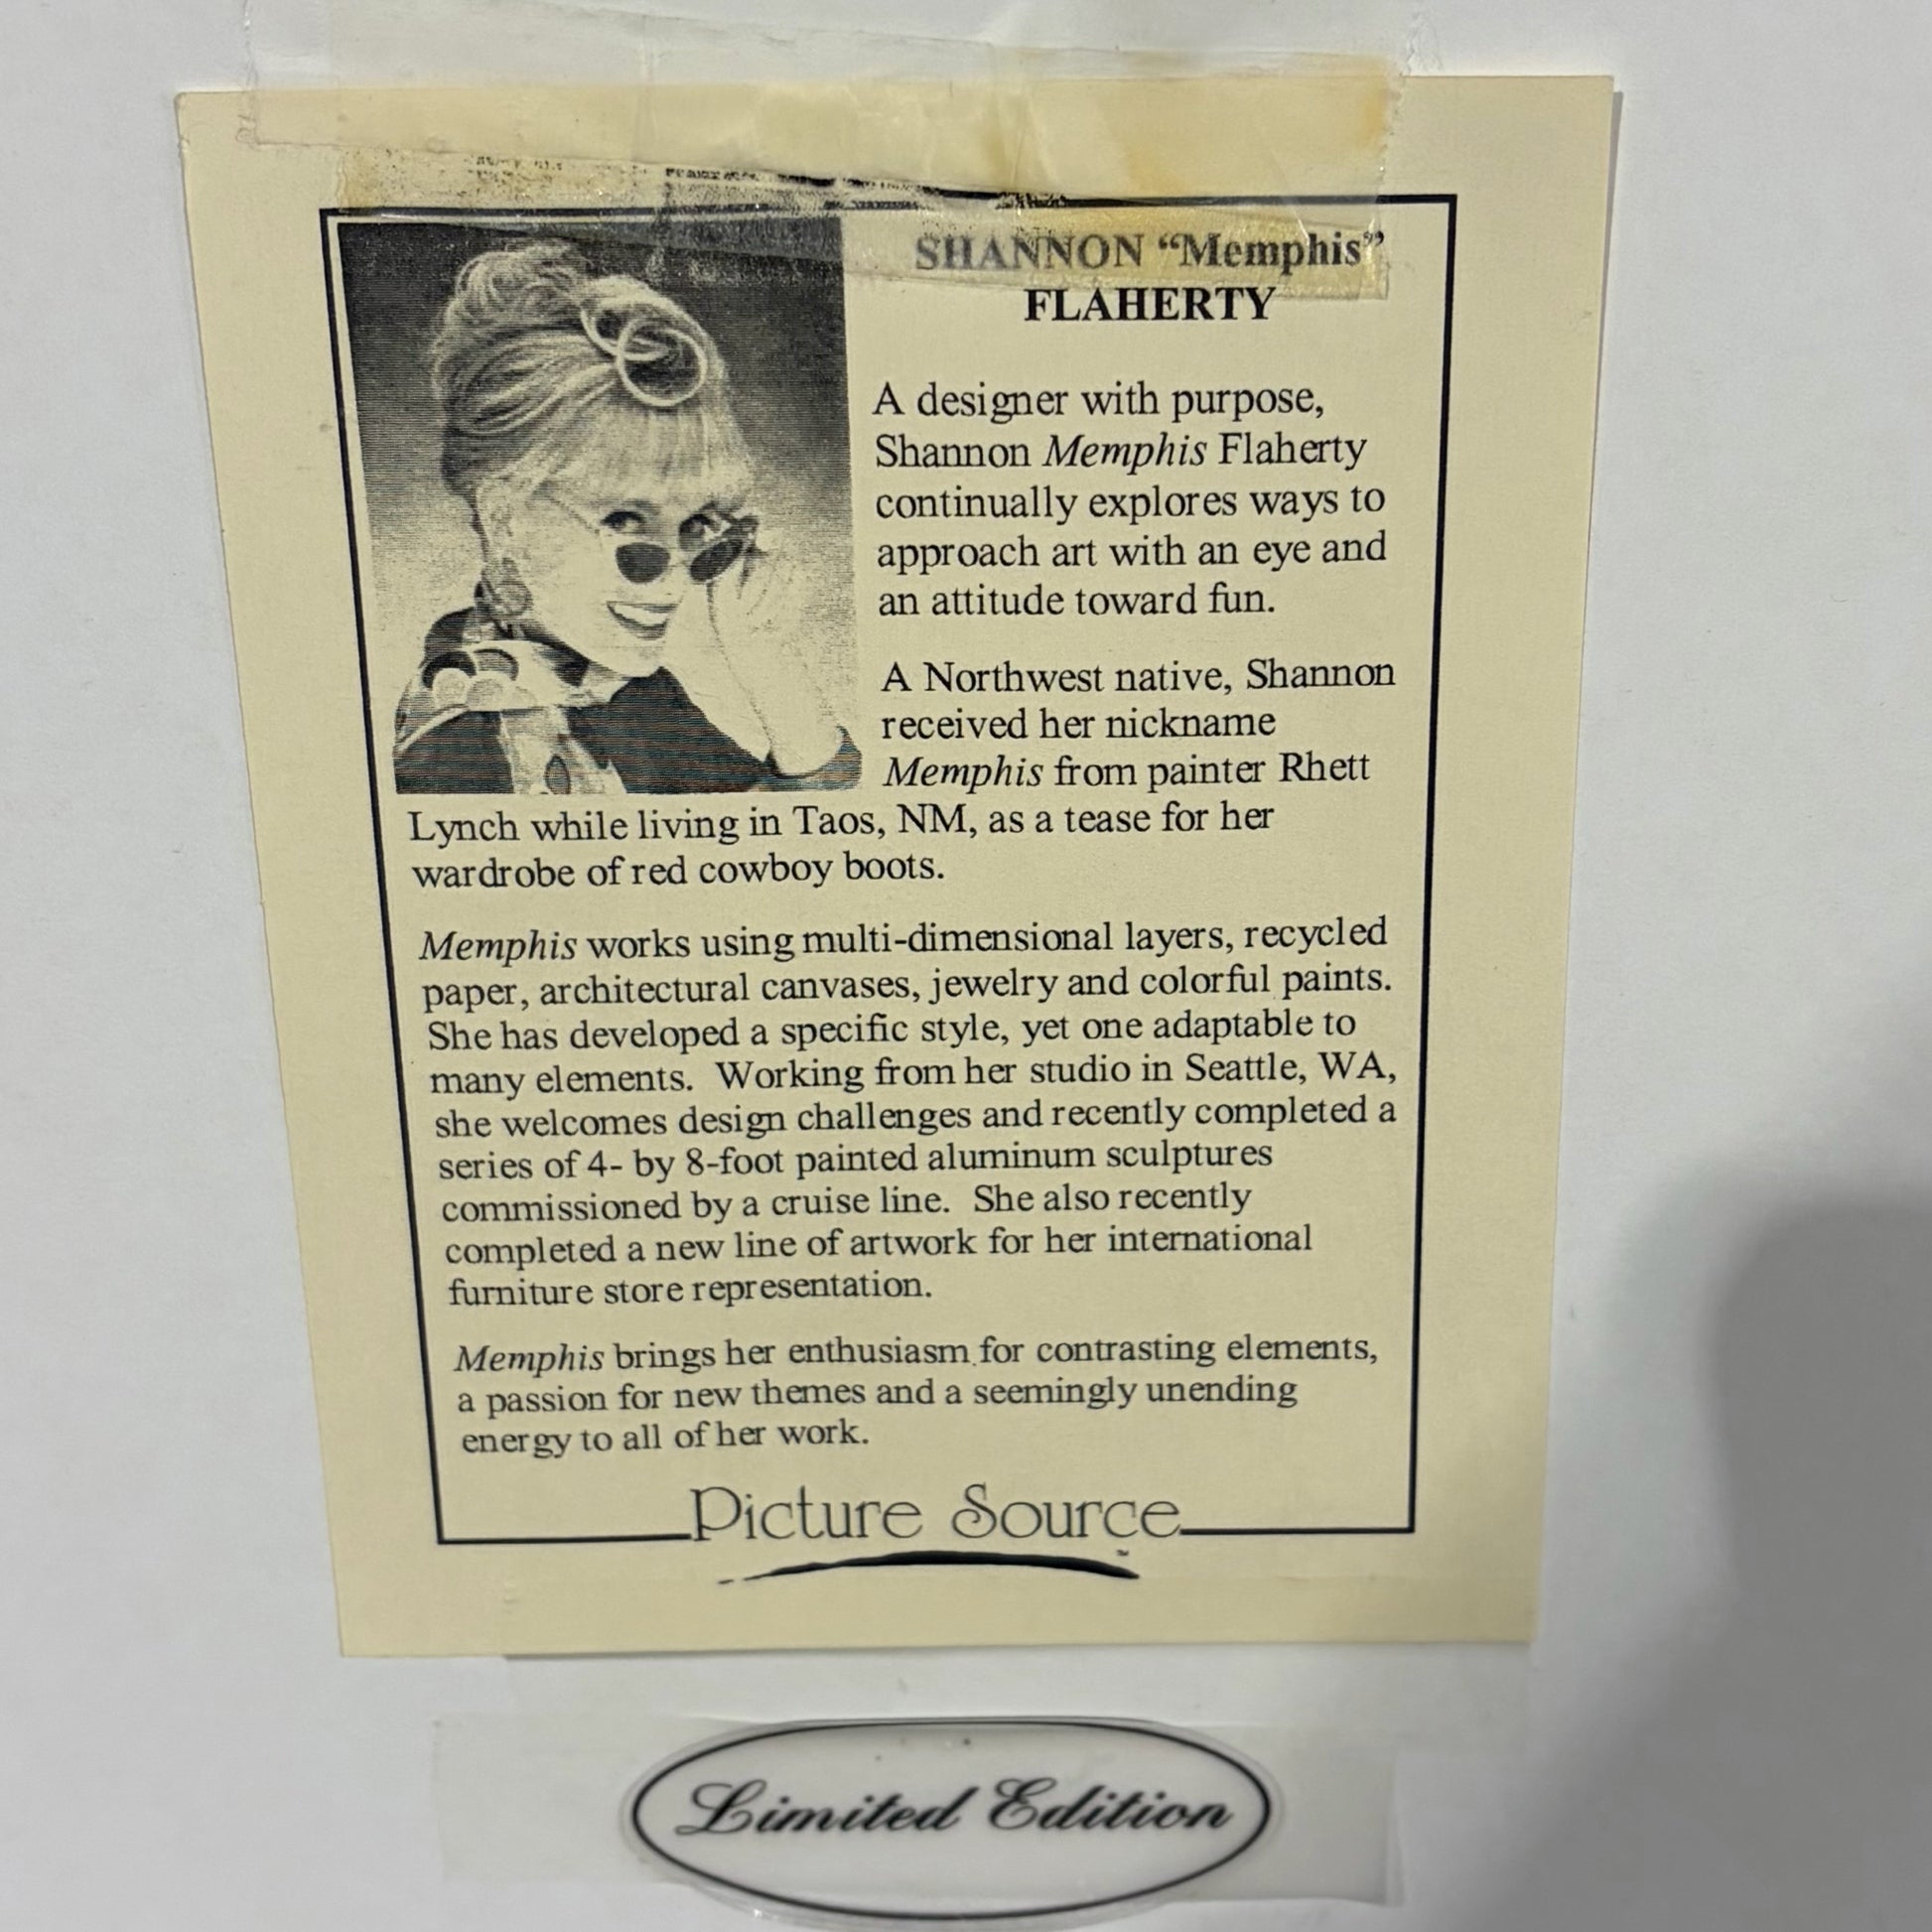 SHANNON “Memphis”
FLAHERTY
A designer with purpose,
Shannon Memphis Flaherty
continually explores ways to
approach art with an eye and
an attitude toward fun.
A Northwest native, Shannon
received her nickname
Memphis from painter Rhett
Lynch while living in Taos, NM, as a tease for her
wardrobe of red cowboy boots.
Memphis works using multi-dimensional layers, recycled
paper, architectural canvases, jewelry and colorful paints.
She has developed a specific style, yet one adaptable to
many elements. Working from her studio in Seattle, WA,
she welcomes design challenges and recently completed a
series of 4- by 8-foot painted aluminum sculptures
commissioned by a cruise line. She also recently
completed a new line of artwork for her international
furniture store representation.
Memphis brings her enthusiasm for contrasting elements,
a passion for new themes and a seemingly unending
energy to all of her work.
Picture Source
Limited Edition